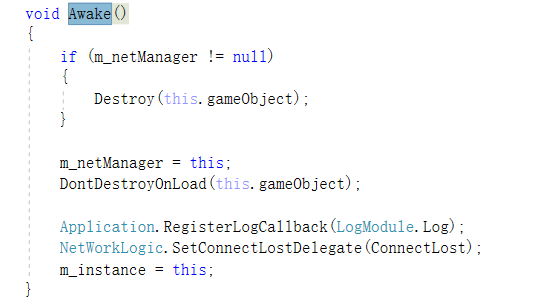 void Awake()
{
if (m_netManager != null)
{
Destroy(this.gameObject);
}
m_netManager = this;
DontDestroyOnLoad(this.gameObject);
Application.RegisterLogCallback(LogModule.Log);
NetWorkLogic.SetConnectLostDelegate(ConnectLost);
m_instance = this;
}